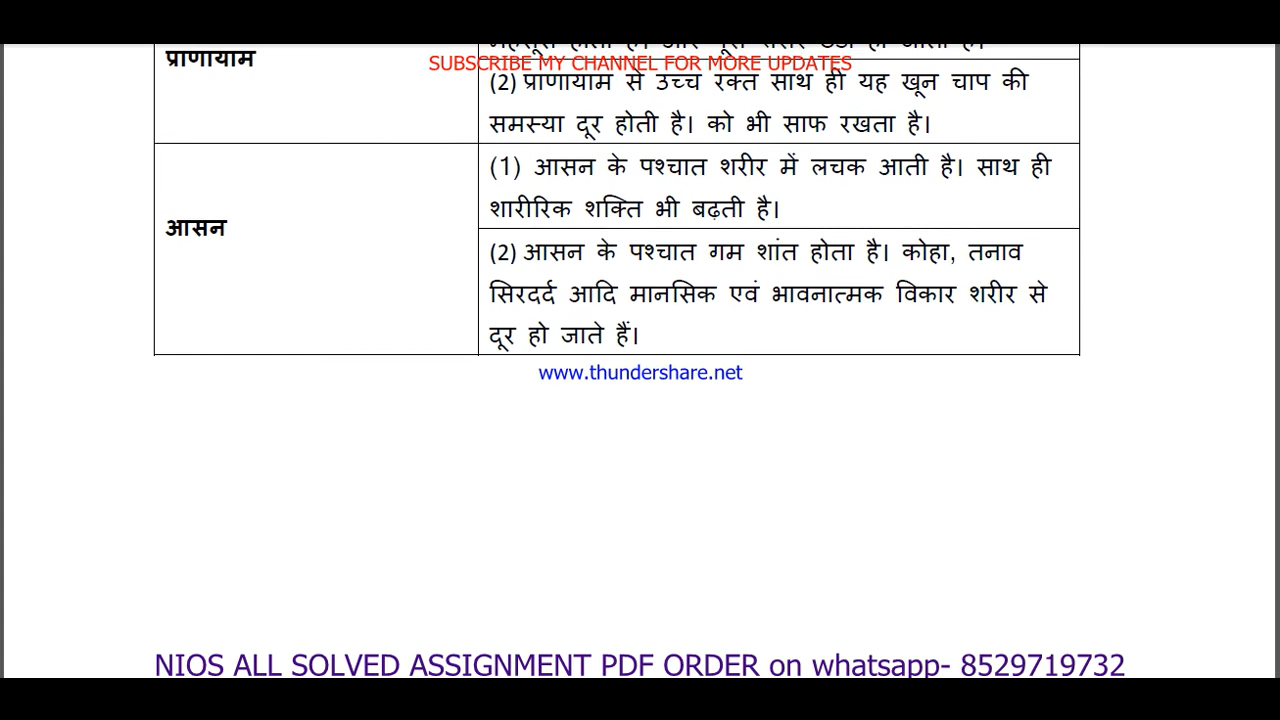 प्राणायाम
SUBSCRIBE MY CHANNEL FOR MORE UPDATES
(2) प्राणायाम से उच्च रक्त साथ ही यह खून चाप की
समस्या दूर होती है। को भी साफ रखता है।
आसन
(1) आसन के पश्चात शरीर में लचक आती है। साथ ही
शारीरिक शक्ति भी बढ़ती है।
(2) आसन के पश्चात गम शांत होता है। कोहा, तनाव
सिरदर्द आदि मानसिक एवं भावनात्मक विकार शरीर से
दूर हो जाते हैं।
www.thundershare.net
NIOS ALL SOLVED ASSIGNMENT PDF ORDER on whatsapp- 8529719732